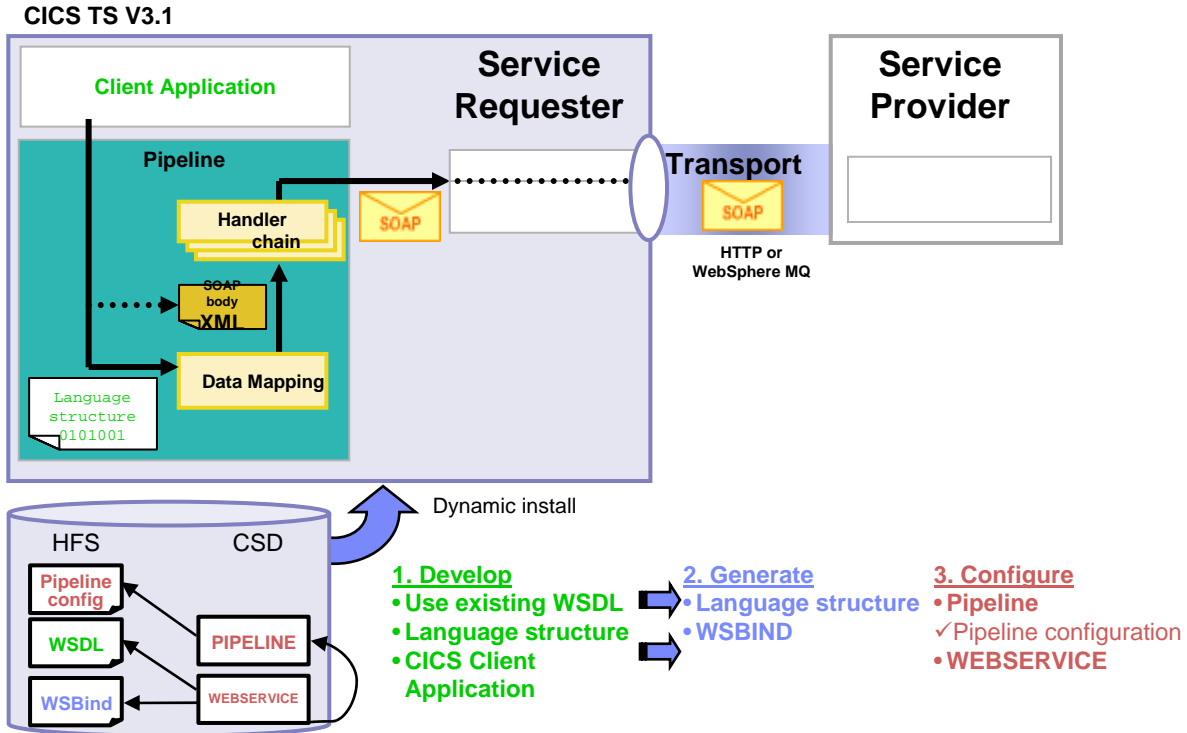 CICS TS V3.1
Client Application
Service
Requester
Service
Provider
Pipeline
Transport
Handler
chain
SOAP
SOAP
HTTP or
WebSphere MQ
SOAP
body
XML
Data Mapping
Language
structure
0101001
Dynamic install
HFS
CSD
Pipeline
config
WSDL
WSBind
PIPELINE
WEBSERVICE
1. Develop
• Use existing WSDL
• Language structure
• CICS Client
Application
2. Generate
• Language structure
• WSBIND
3. Configure
• Pipeline
✓Pipeline configuration
• WEBSERVICE